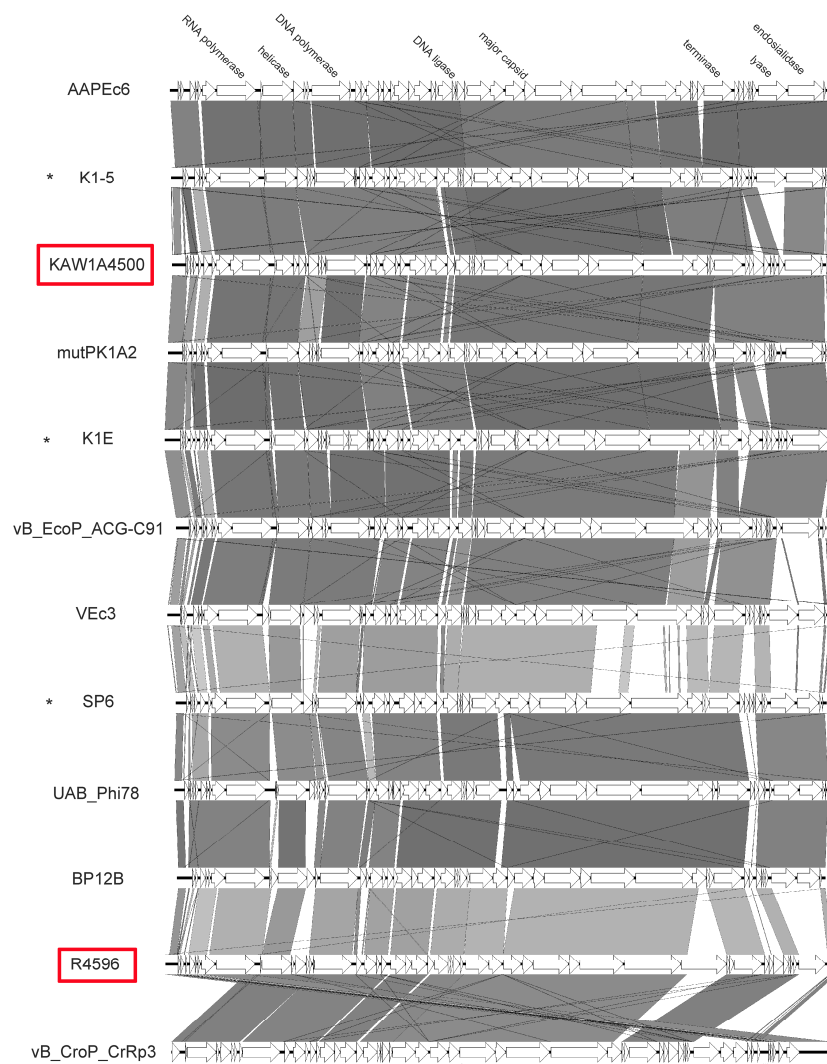 RNA polymerase
helicase
DNA polymerase
DNA ligase
major capsid
terminase
lyase
endosialidase
AAPEc6
* K1-5
KAW1A4500
mutPK1A2
* K1E
vB_EcoP_ACG-C91
VEc3
* SP6
UAB_Phi78
BP12B
R4596
vB_CroP_CrRp3